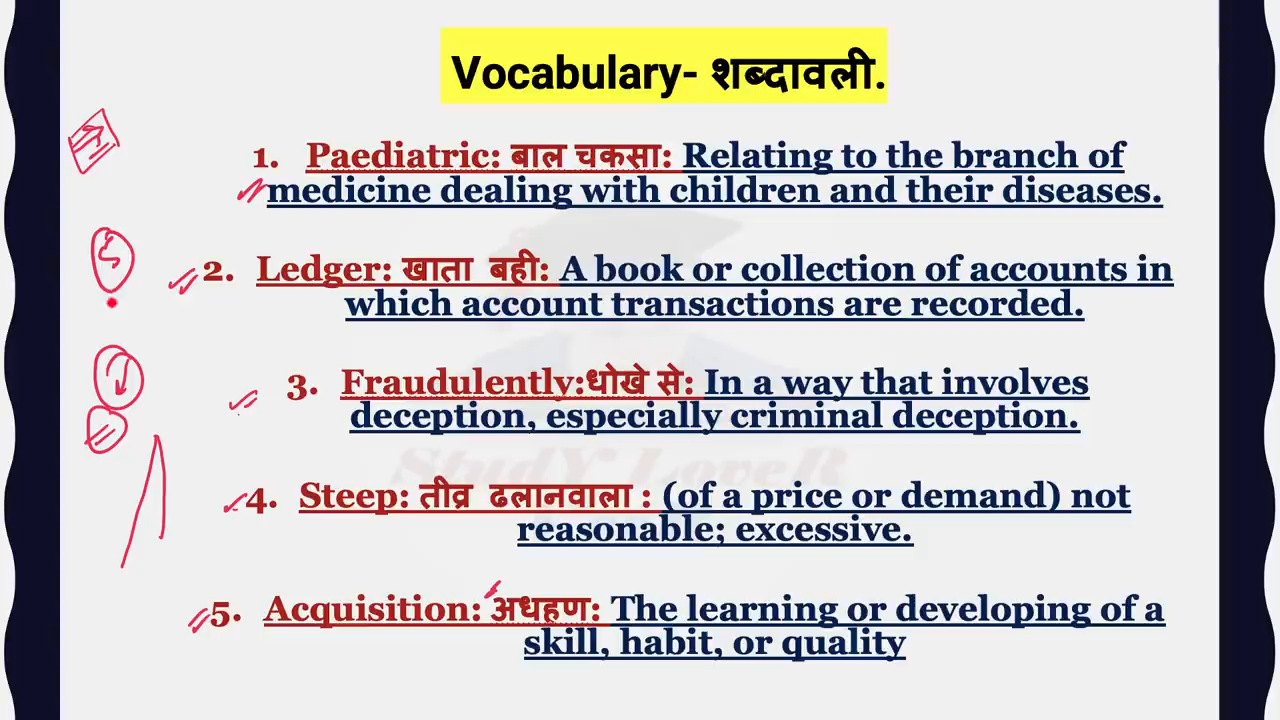 Vocabulary- शब्दावली.
1. Paediatric: बाल चकसा: Relating to the branch of
medicine dealing with children and their diseases.
2. Ledger: खाता बही: A book or collection of accounts in
which account transactions are recorded.
3. Fraudulently:धोखे से: In a way that involves
deception, especially criminal deception.
StudY LoveR
4. Steep: तीव्र ढलानवाला : (of a price or demand) not
reasonable; excessive.
5. Acquisition: अधहण: The learning or developing of a
skill, habit, or quality